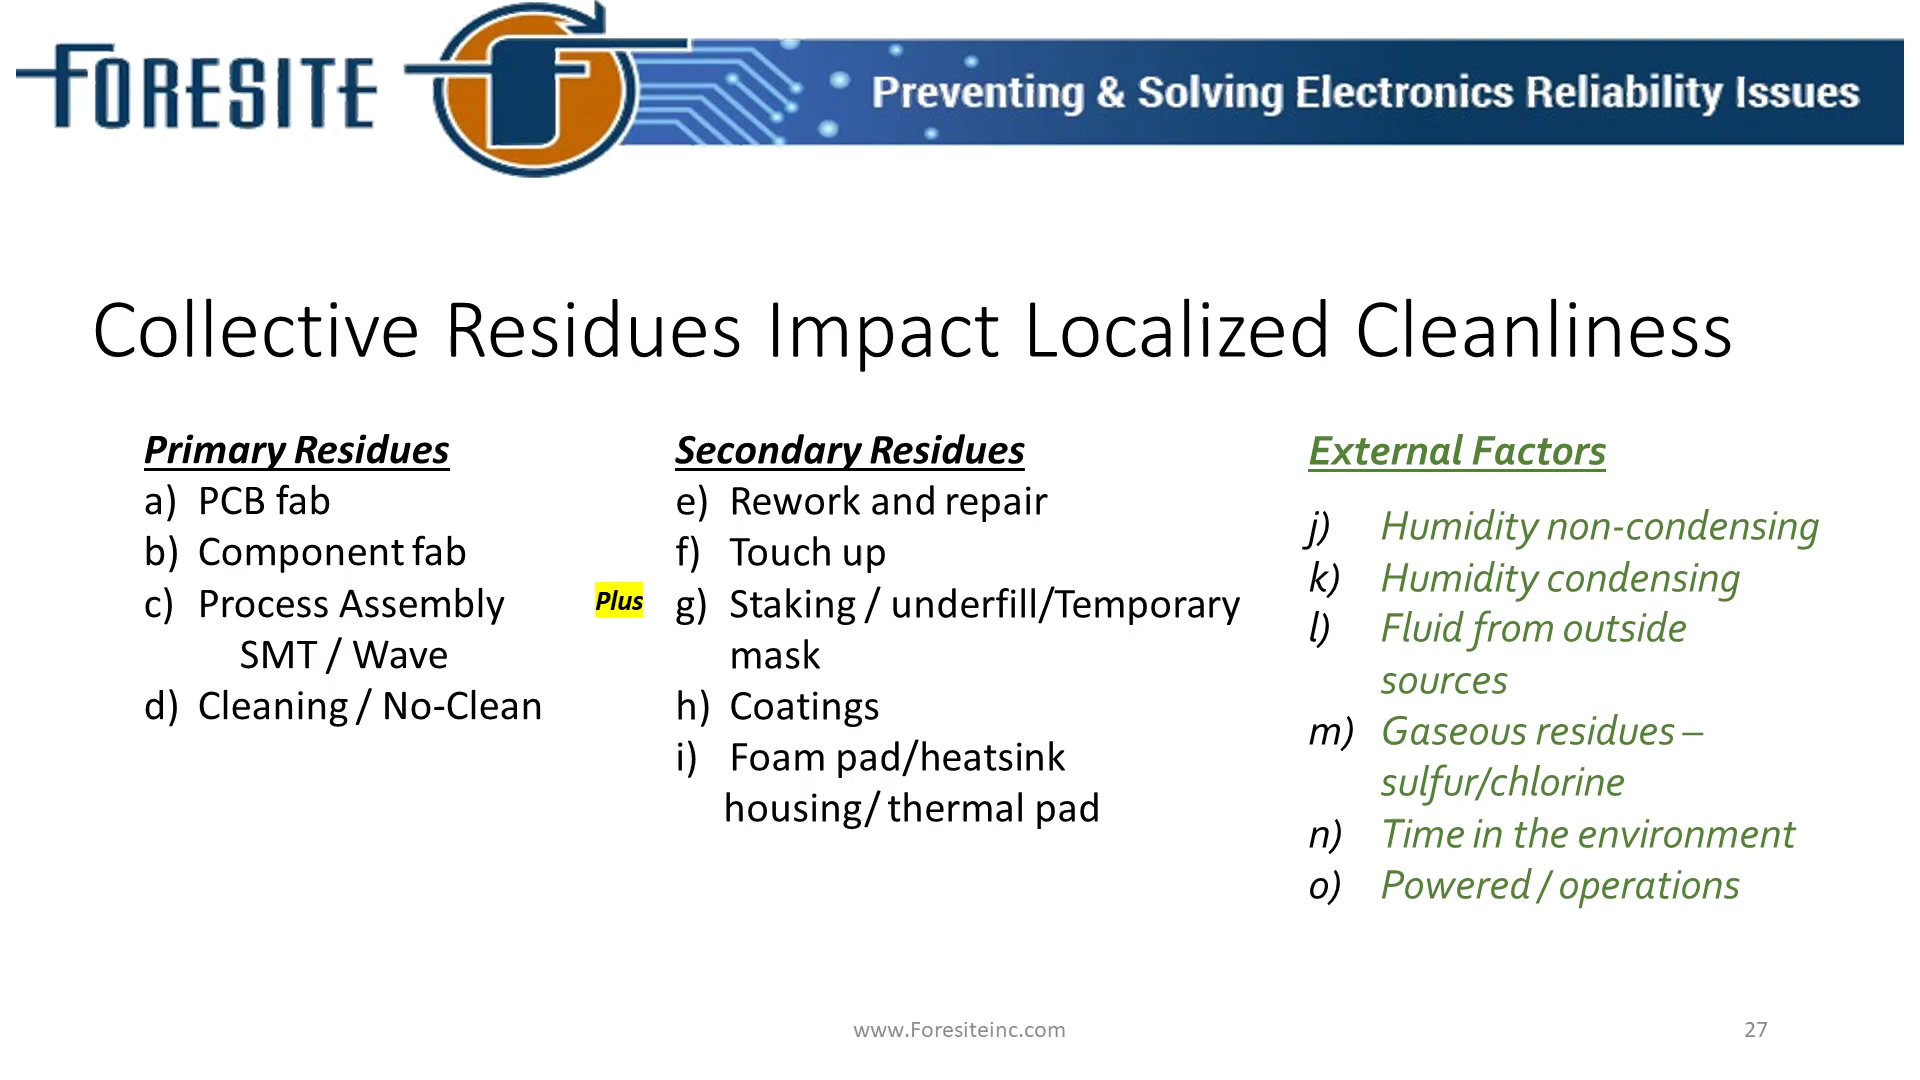 FORESITE
Preventing & Solving Electronics Reliability Issues
Collective Residues Impact Localized Cleanliness
Primary Residues
a) PCB fab
b) Component fab
c) Process Assembly
SMT / Wave
d) Cleaning / No-Clean
Plus
Secondary Residues
e) Rework and repair
f) Touch up
g) Staking / underfill/Temporary
mask
h) Coatings
i) Foam pad/heatsink
housing/ thermal pad
External Factors
j) Humidity non-condensing
k) Humidity condensing
l) Fluid from outside
sources
m) Gaseous residues –
sulfur/chlorine
n) Time in the environment
o) Powered / operations
www.Foresiteinc.com
27